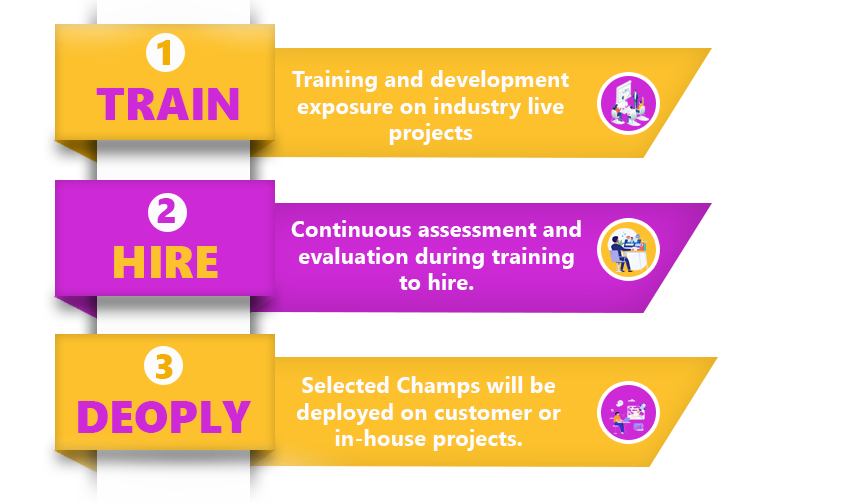 1
TRAIN
Training and development
exposure on industry live
projects
2
HIRE
Continuous assessment and
evaluation during training
to hire.
3
DEOPLY
Selected Champs will be
deployed on customer or
in-house projects.